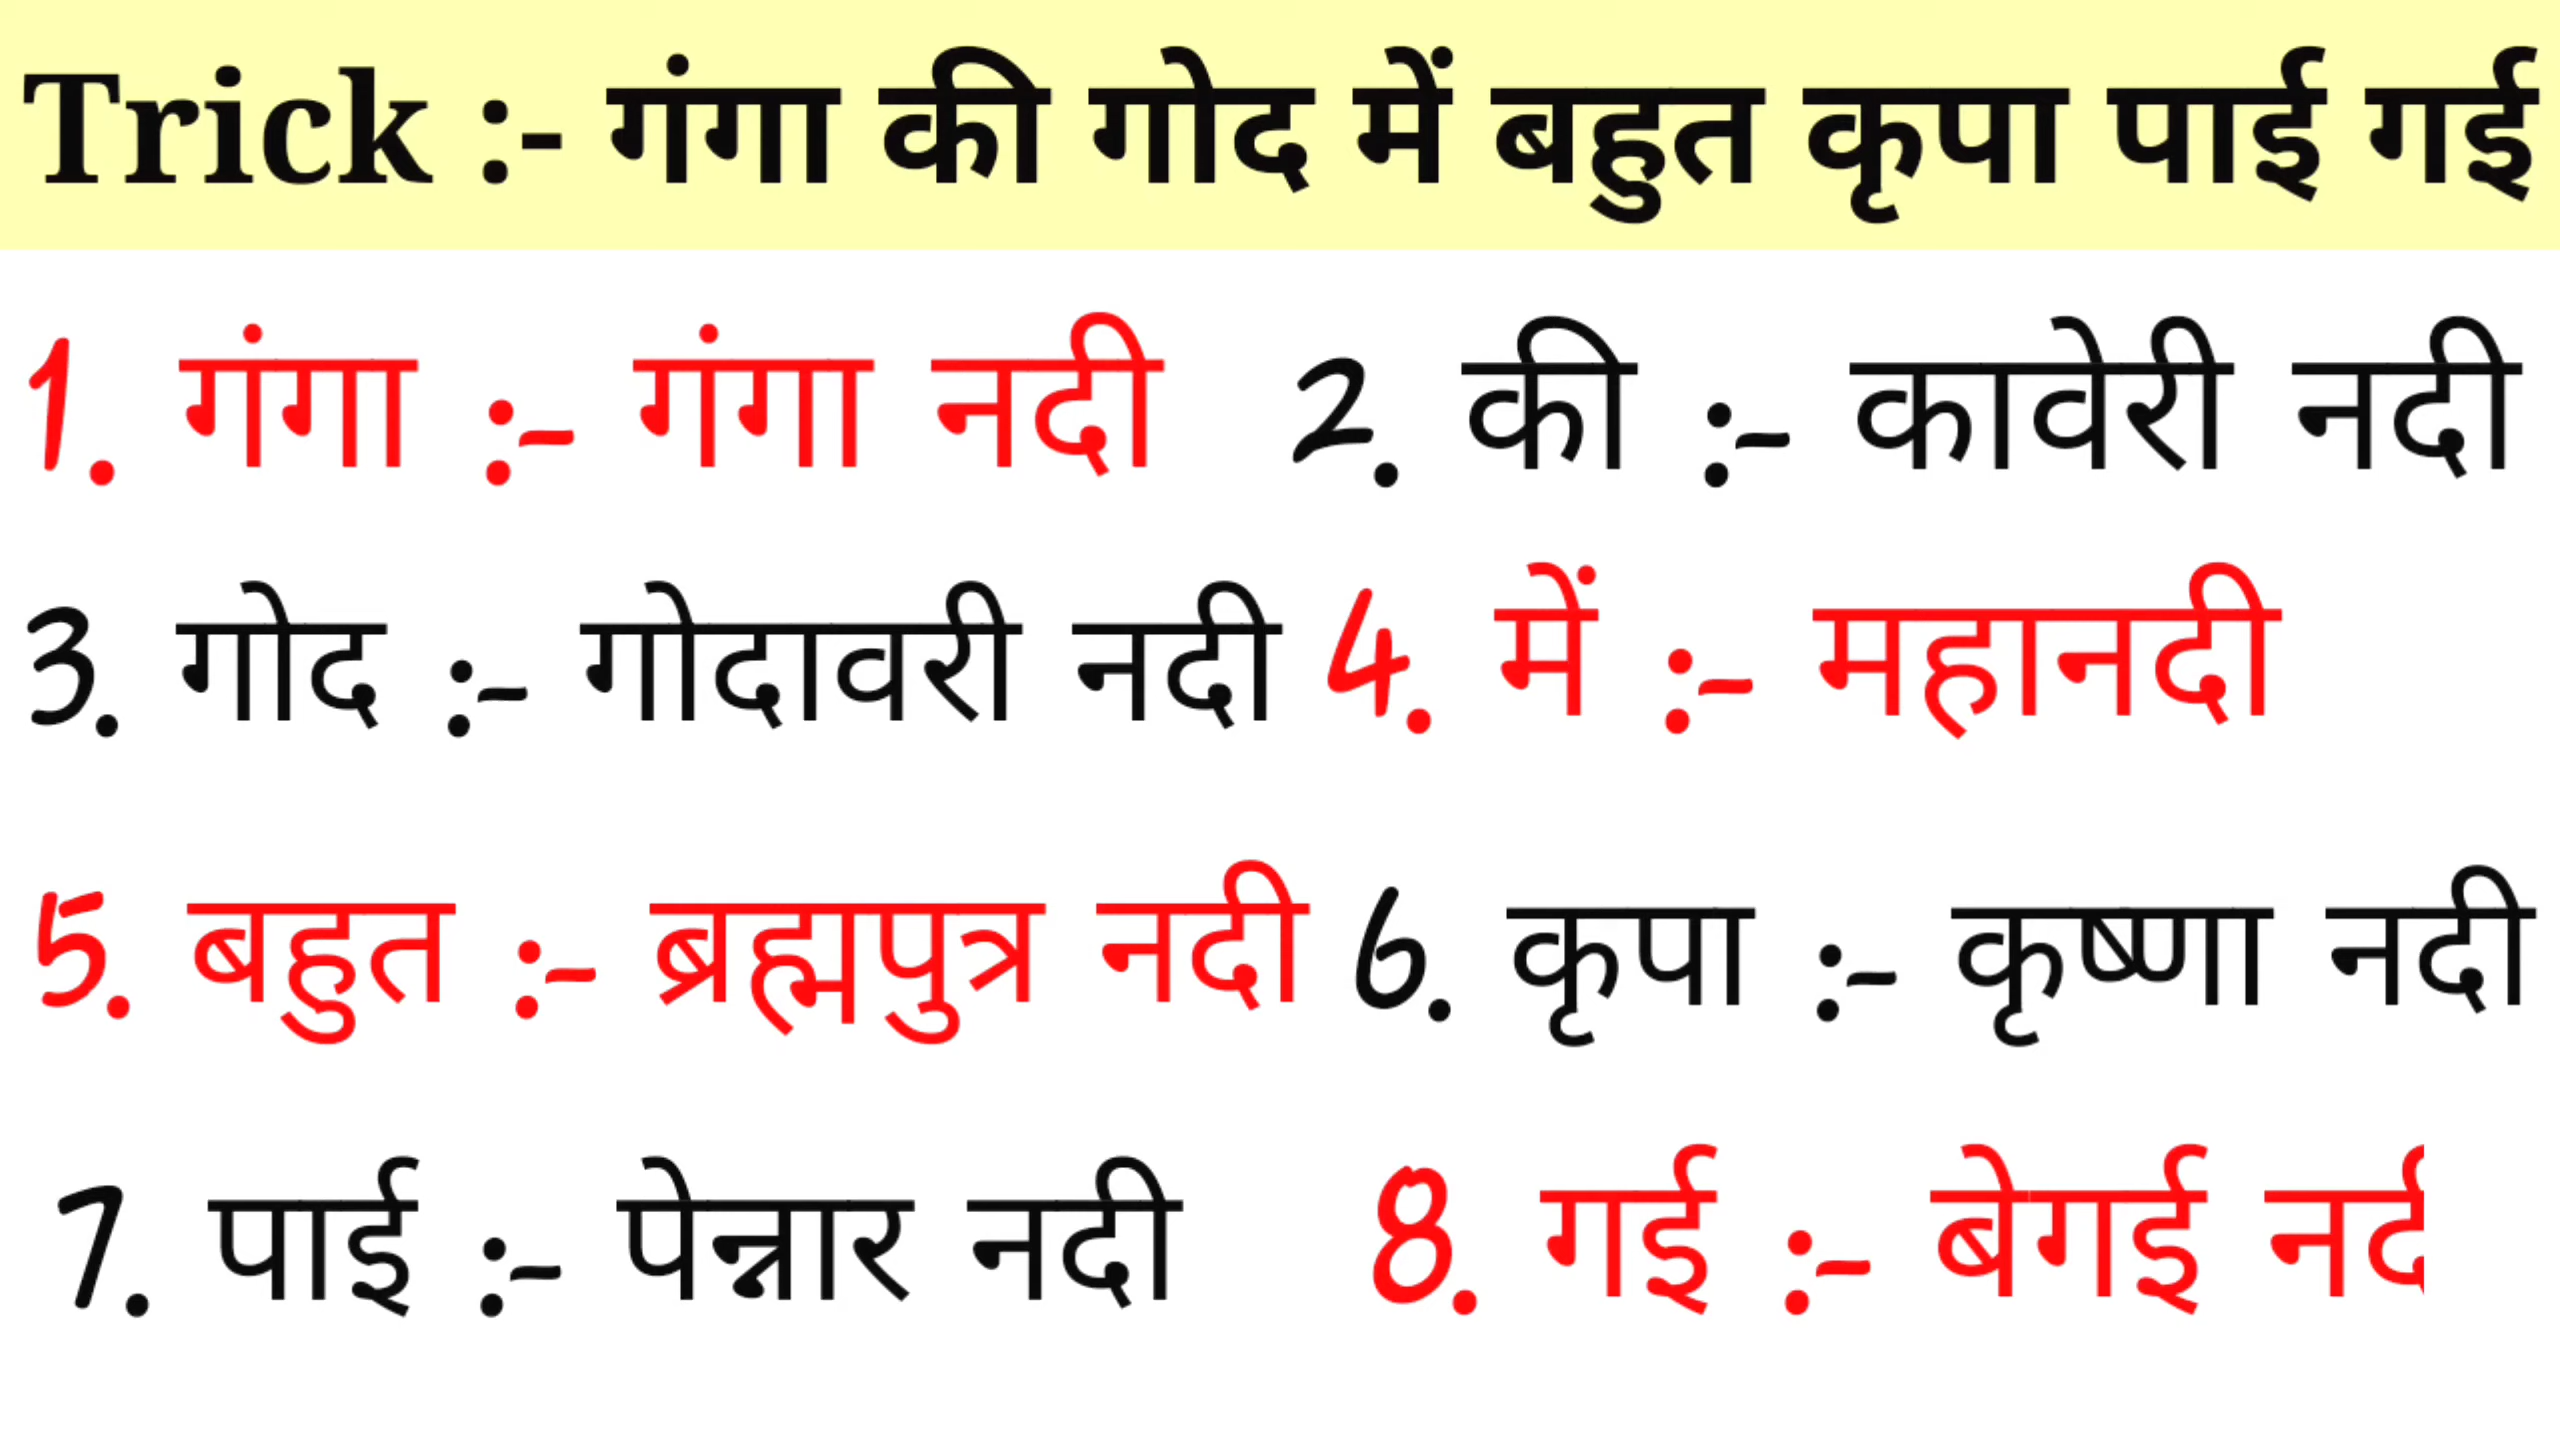 Trick :- गंगा की गोद में बहुत कृपा पाई गई
1. गंगा :- गंगा नदी 2. की :- कावेरी नदी
3. गोद :- गोदावरी नदी 4. में :- महानदी
5. बहुत :- ब्रह्मपुत्र नदी 6. कृपा :- कृष्णा नदी
7. पाई :- पेन्नार नदी 8. गई :- बेगई